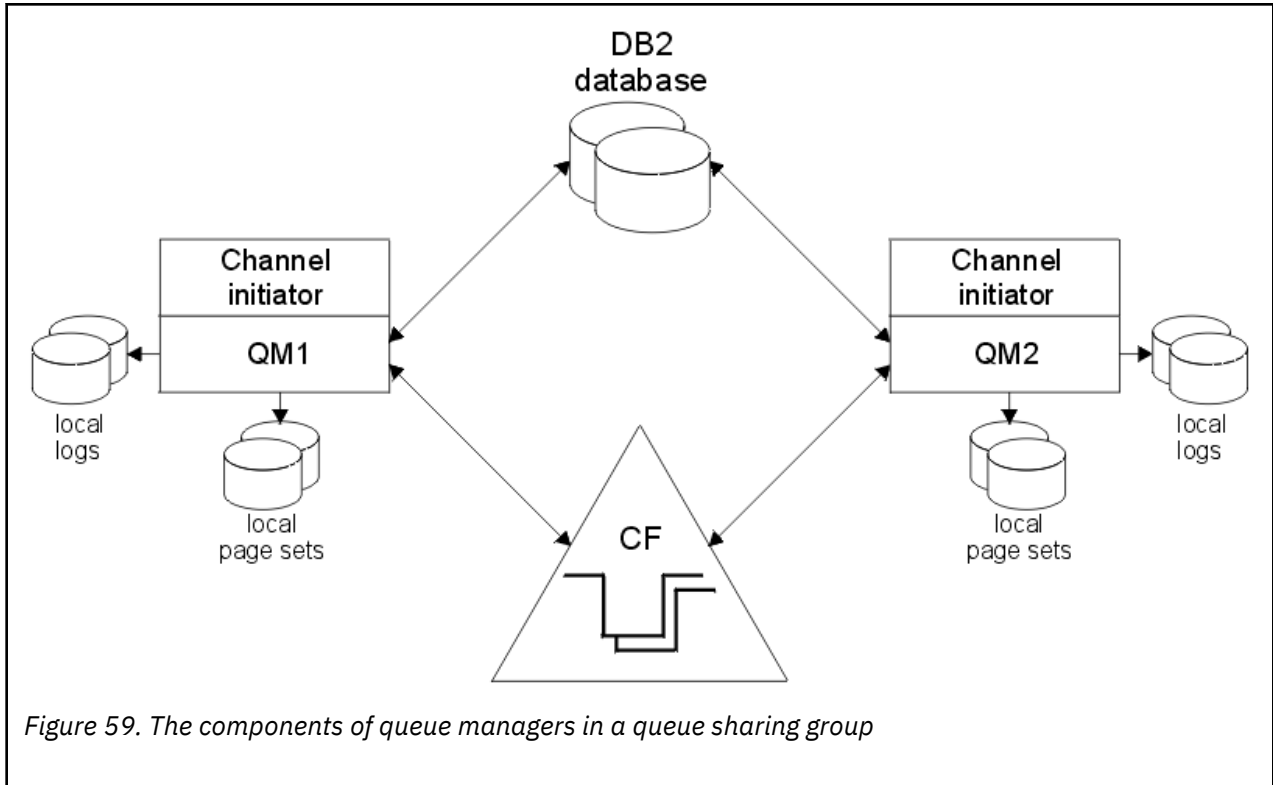 DB2
database
Channel
initiator
QM1
Channel
initiator
QM2
local
logs
local
page sets
local
page sets
local
logs
CF
Figure 59. The components of queue managers in a queue sharing group